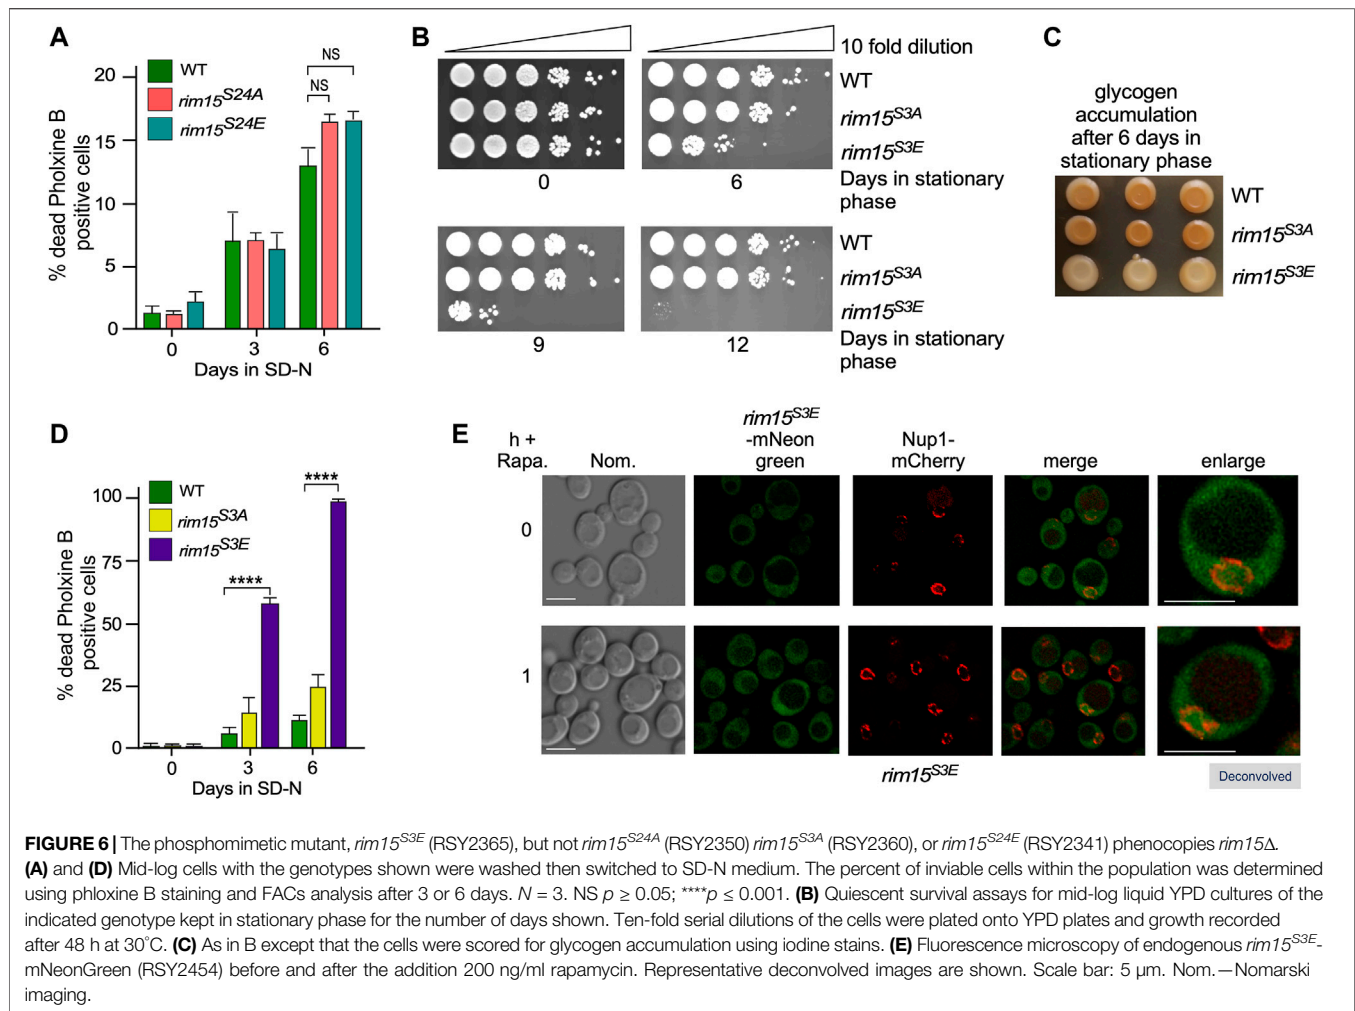 A
WT
rim15S24A
rim15S24E
NS
NS
% dead Pholxine B
positive cells
20
15
10
5
0
0 3 6
Days in SD-N
B
10 fold dilution
WT
rim15S3A
rim15S3E
0 6 Days in stationary
phase
WT
rim15S3A
rim15S3E
9 12 Days in stationary
phase
C
glycogen
accumulation
after 6 days in
stationary phase
WT
rim15S3A
rim15S3E
D
WT
rim15S3A
rim15S3E
****
****
% dead Pholxine B
positive cells
100
75
50
25
0
0 3 6
Days in SD-N
E
h +
Rapa.
Nom.
rim15S3E
-mNeon
green
Nup1-
mCherry
merge
enlarge
0
1
rim15S3E
Deconvolved
FIGURE 6 | The phosphomimetic mutant, rim15S3E (RSY2365), but not rim15S24A (RSY2350) rim15S3A (RSY2360), or rim15S24E (RSY2341) phenocopies rim15Δ.
(A) and (D) Mid-log cells with the genotypes shown were washed then switched to SD-N medium. The percent of inviable cells within the population was determined
using phloxine B staining and FACs analysis after 3 or 6 days. N = 3. NS p ≥ 0.05; ****p ≤ 0.001. (B) Quiescent survival assays for mid-log liquid YPD cultures of the
indicated genotype kept in stationary phase for the number of days shown. Ten-fold serial dilutions of the cells were plated onto YPD plates and growth recorded
after 48 h at 30°C. (C) As in B except that the cells were scored for glycogen accumulation using iodine stains. (E) Fluorescence microscopy of endogenous rim15S3E-
mNeonGreen (RSY2454) before and after the addition 200 ng/ml rapamycin. Representative deconvolved images are shown. Scale bar: 5 μm. Nom.—Nomarski
imaging.